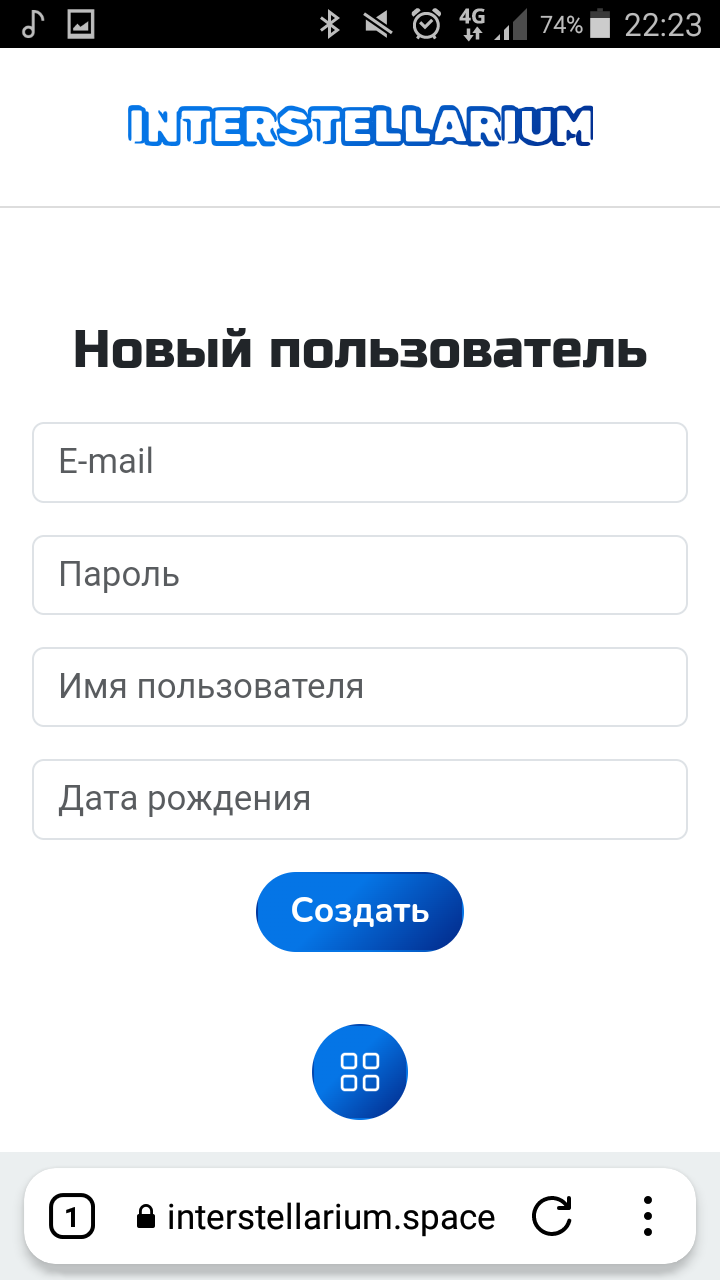 4G 74% 22:23
INTERSTELLARIUM
Новый пользователь
E-mail
Пароль
Имя пользователя
Дата рождения
Создать
1 interstellarium.space